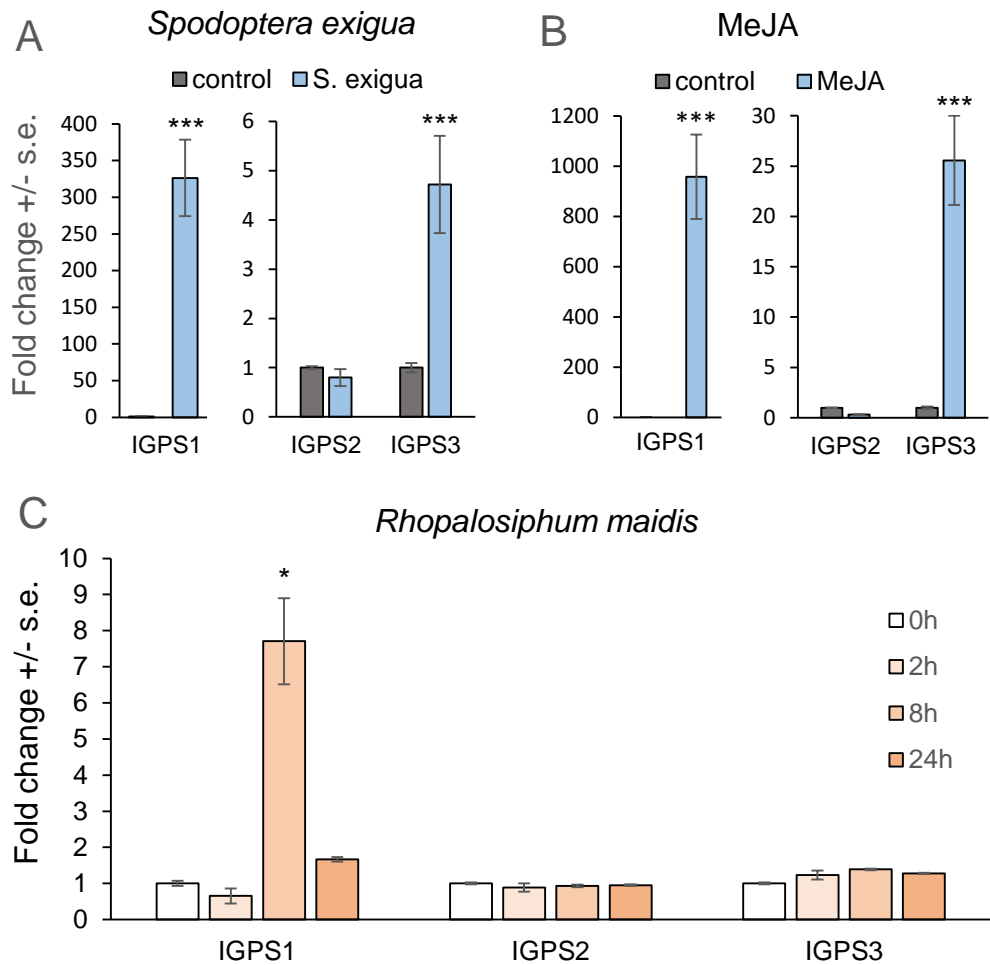 A
Spodoptera exigua
control S. exigua
Fold change +/- s.e.
400
350
300
250
200
150
100
50
0
***
IGPS1
6
5
4
3
2
1
0
***
IGPS2 IGPS3
B
MeJA
control MeJA
1200
1000
800
600
400
200
0
***
IGPS1
30
25
20
15
10
5
0
***
IGPS2 IGPS3
C
Rhopalosiphum maidis
Fold change +/- s.e.
10
9
8
7
6
5
4
3
2
1
0
*
0h
2h
8h
24h
IGPS1 IGPS2 IGPS3